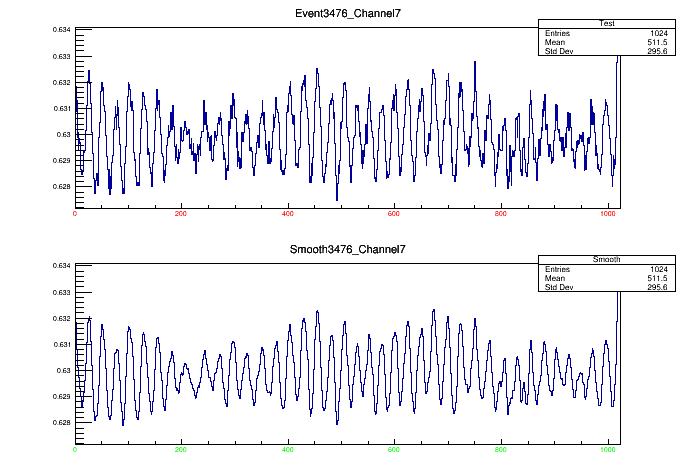 Event3476_Channel7
Test
Entries 1024
Mean 511.5
Std Dev 295.6
0.634
0.633
0.632
0.631
0.63
0.629
0.628
0 200 400 600 800 1000
Smooth3476_Channel7
Smooth
Entries 1024
Mean 511.5
Std Dev 295.6
0.634
0.633
0.632
0.631
0.63
0.629
0.628
0 200 400 600 800 1000